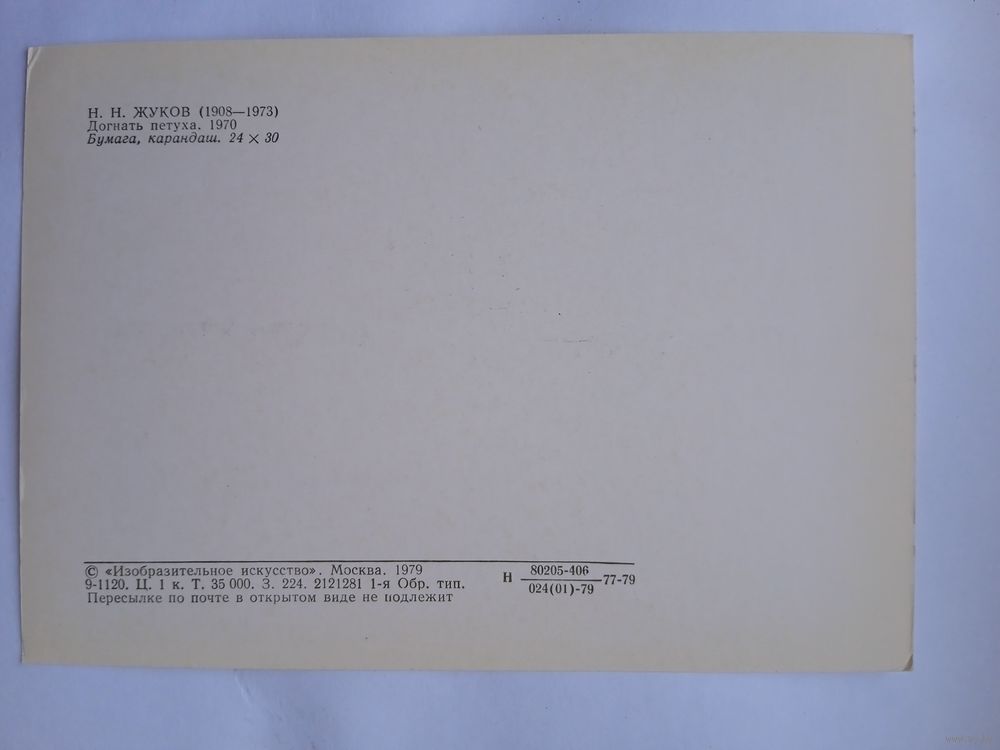 Н. Н. ЖУКОВ (1908—1973)
Догнать петуха. 1970
Бумага, карандаш. 24 × 30
© «Изобразительное искусство». Москва. 1979
9-1120. Ц. 1 к. Т. 35 000. З. 224. 2121281 1-я Обр. тип.
Пересылке по почте в открытом виде не подлежит
80205-406
Н 77-79
024(01)-79